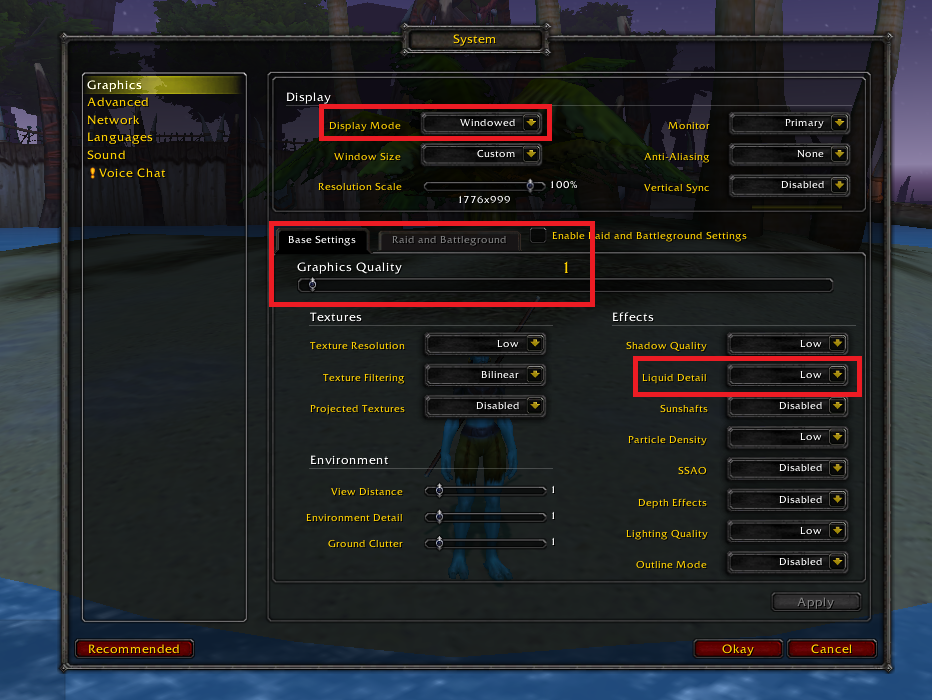 System
Graphics
Advanced
Network
Languages
Sound
! Voice Chat
Display
Display Mode Windowed
Monitor Primary
Window Size Custom
Anti-Aliasing None
Resolution Scale 100%
1776x999
Vertical Sync Disabled
Base Settings Raid and Battleground Enable Raid and Battleground Settings
Graphics Quality 1
Textures
Texture Resolution Low
Texture Filtering Bilinear
Projected Textures Disabled
Environment
View Distance 1
Environment Detail 1
Ground Clutter 1
Effects
Shadow Quality Low
Liquid Detail Low
Sunshafts Disabled
Particle Density Low
SSAO Disabled
Depth Effects Disabled
Lighting Quality Low
Outline Mode Disabled
Apply
Recommended Okay Cancel